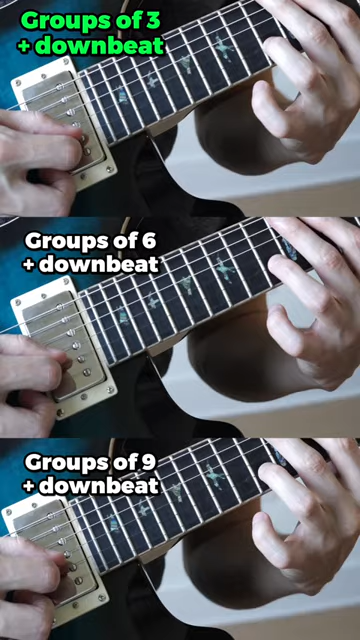 Groups of 3
+ downbeat
Groups of 6
+ downbeat
Groups of 9
+ downbeat